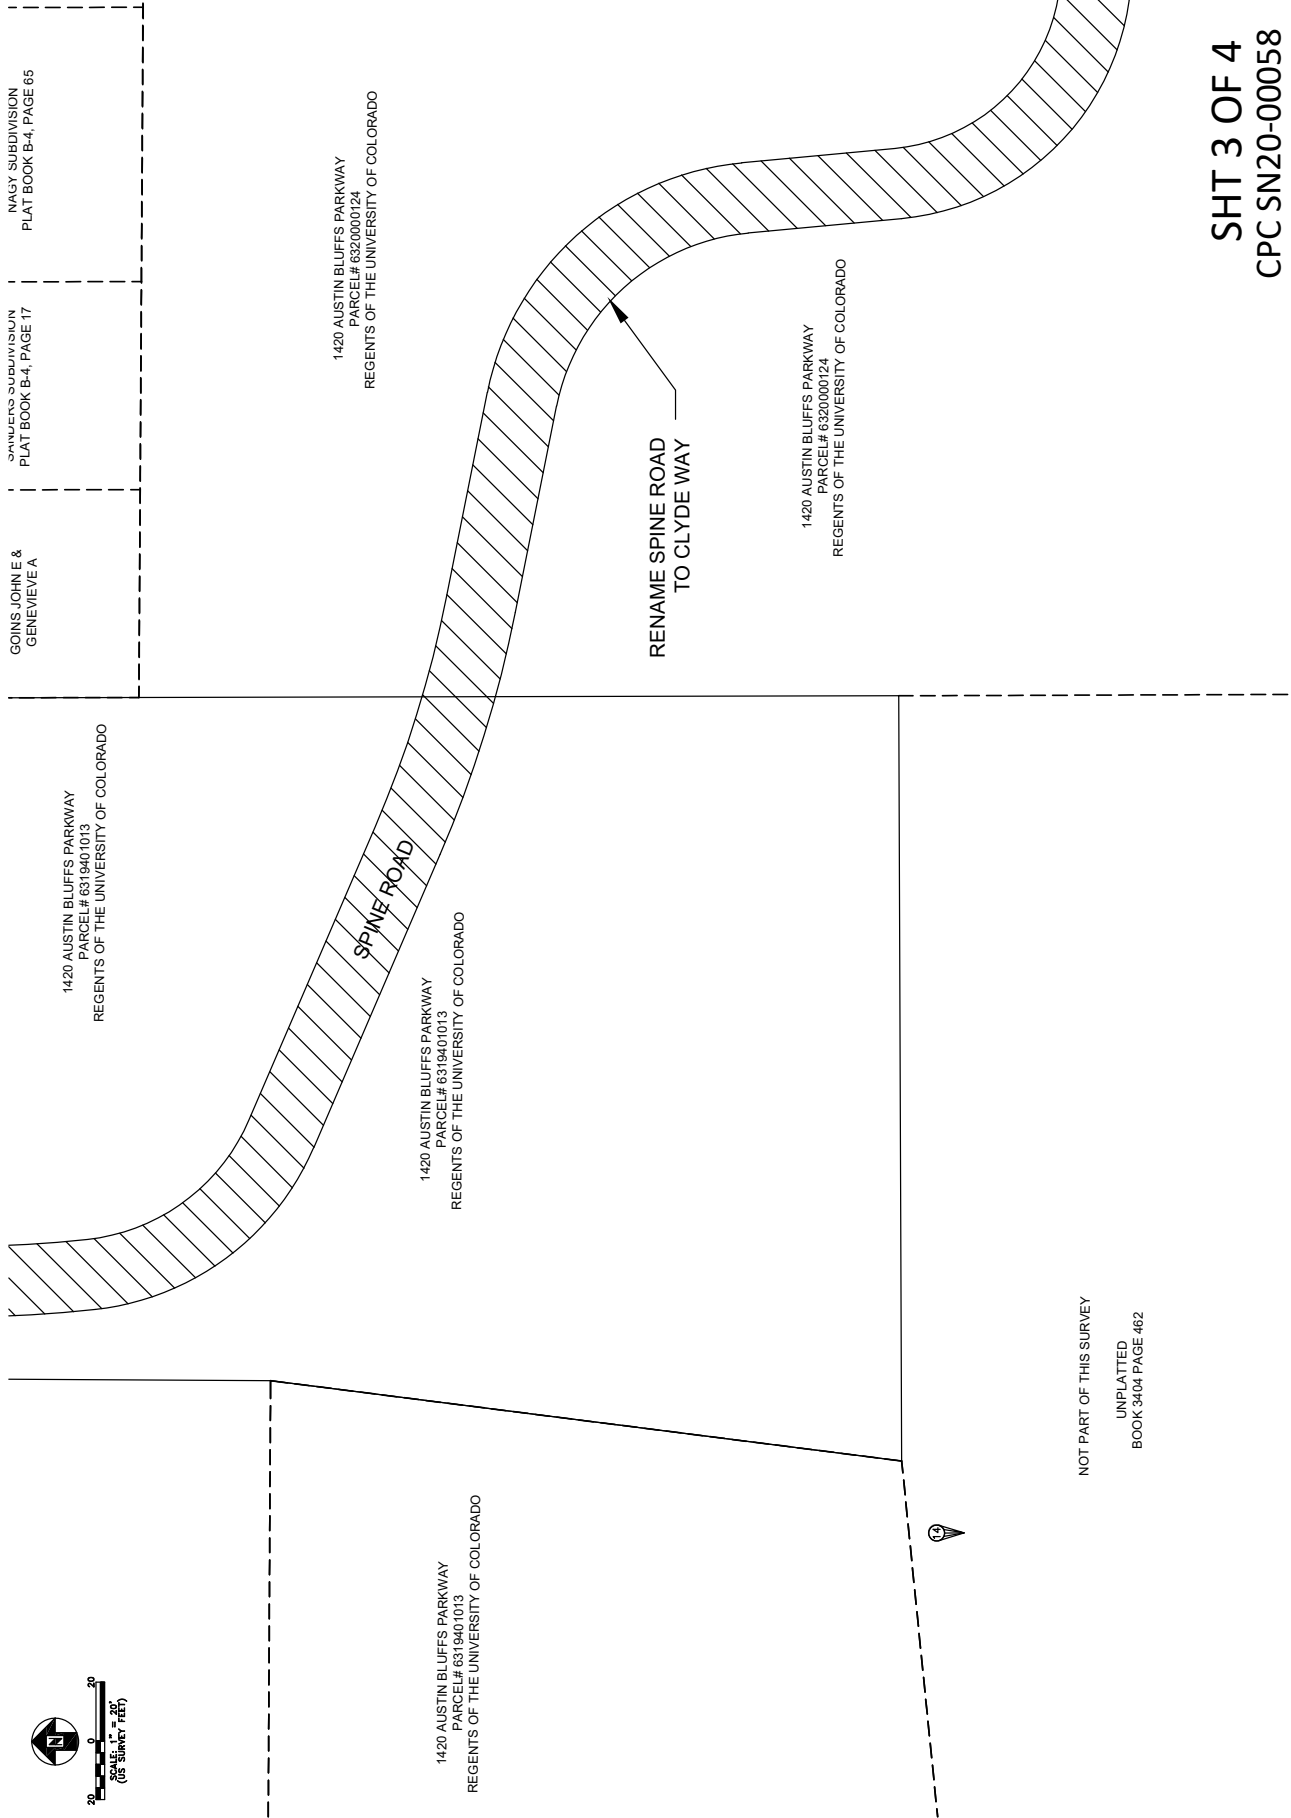 NAGY SUBDIVISION
PLAT BOOK B-4, PAGE 65
SANDERS SUBDIVISION
PLAT BOOK B-4, PAGE 17
GOINS JOHN E &
GENEVIEVE A
1420 AUSTIN BLUFFS PARKWAY
PARCEL# 6320000124
REGENTS OF THE UNIVERSITY OF COLORADO
1420 AUSTIN BLUFFS PARKWAY
PARCEL# 6319401013
REGENTS OF THE UNIVERSITY OF COLORADO
SPINE ROAD
RENAME SPINE ROAD
TO CLYDE WAY
1420 AUSTIN BLUFFS PARKWAY
PARCEL# 6320000124
REGENTS OF THE UNIVERSITY OF COLORADO
1420 AUSTIN BLUFFS PARKWAY
PARCEL# 6319401013
REGENTS OF THE UNIVERSITY OF COLORADO
1420 AUSTIN BLUFFS PARKWAY
PARCEL# 6319401013
REGENTS OF THE UNIVERSITY OF COLORADO
NOT PART OF THIS SURVEY
UNPLATTED
BOOK 3404 PAGE 462
14
N
20 0 20
SCALE: 1" = 20'
(US SURVEY FEET)
SHT 3 OF 4
CPC SN20-00058